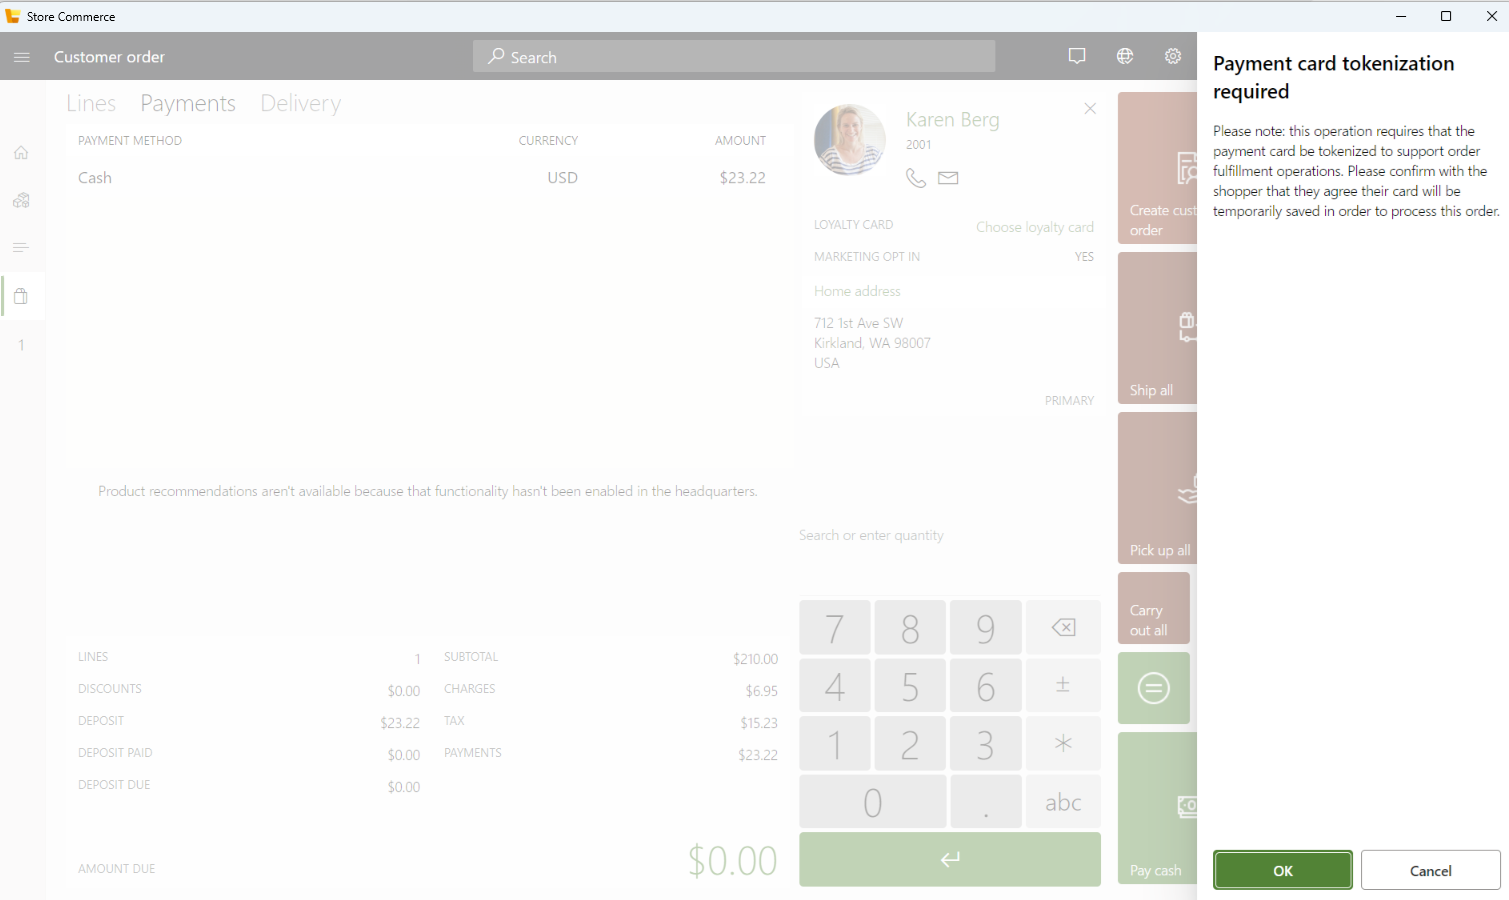 Store Commerce
Customer order
Search
Lines
Payments
Delivery
PAYMENT METHOD
CURRENCY
AMOUNT
Cash
USD
$23.22
Product recommendations aren't available because that functionality hasn't been enabled in the headquarters.
1
LINES
1
SUBTOTAL
$210.00
DISCOUNTS
$0.00
CHARGES
$6.95
DEPOSIT
$23.22
TAX
$15.23
DEPOSIT PAID
$0.00
PAYMENTS
$23.22
DEPOSIT DUE
$0.00
AMOUNT DUE
$0.00
Karen Berg
2001
LOYALTY CARD
Choose loyalty card
MARKETING OPT IN
YES
Home address
712 1st Ave SW
Kirkland, WA 98007
USA
PRIMARY
Search or enter quantity
7
8
9
4
5
6
±
1
2
3
*
0
.
abc
Create cust
order
Ship all
Pick up all
Carry
out all
Pay cash
Payment card tokenization
required
Please note: this operation requires that the
payment card be tokenized to support order
fulfillment operations. Please confirm with the
shopper that they agree their card will be
temporarily saved in order to process this order.
OK
Cancel